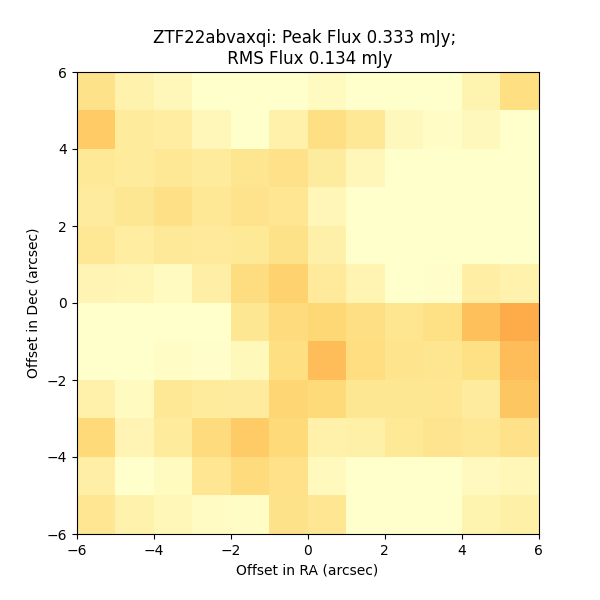 ZTF22abvaxqi: Peak Flux 0.333 mJy;
RMS Flux 0.134 mJy
6
4
2
0
−2
−4
−6
Offset in Dec (arcsec)
−6 −4 −2 0 2 4 6
Offset in RA (arcsec)